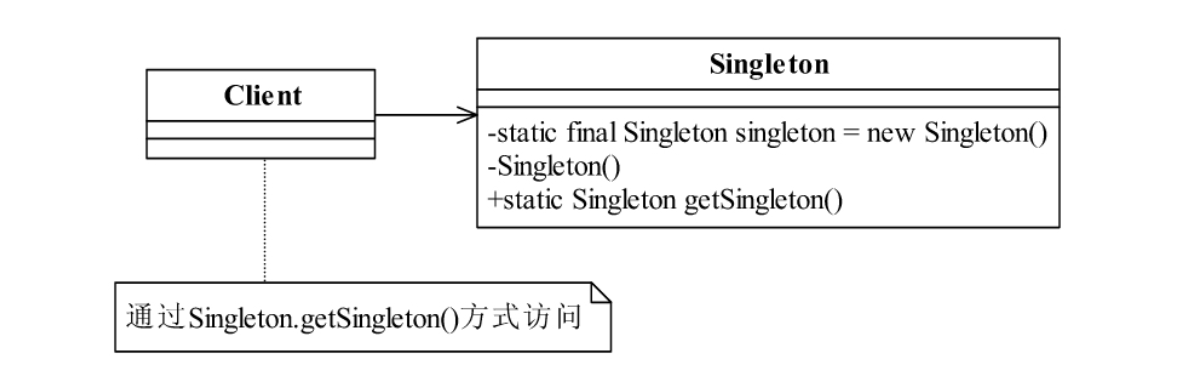 Client
Singleton
-static final Singleton singleton = new Singleton()
-Singleton()
+static Singleton getSingleton()
通过Singleton.getSingleton()方式访问